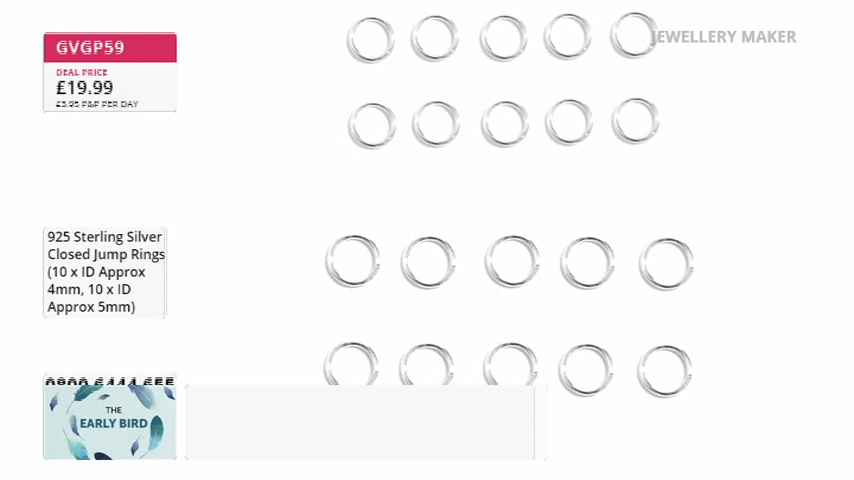 GVGP59
JEWELLERY MAKER
DEAL PRICE
£19.99
£3.95 P&P PER DAY
925 Sterling Silver
Closed Jump Rings
(10 x ID Approx
4mm, 10 x ID
Approx 5mm)
THE
EARLY BIRD